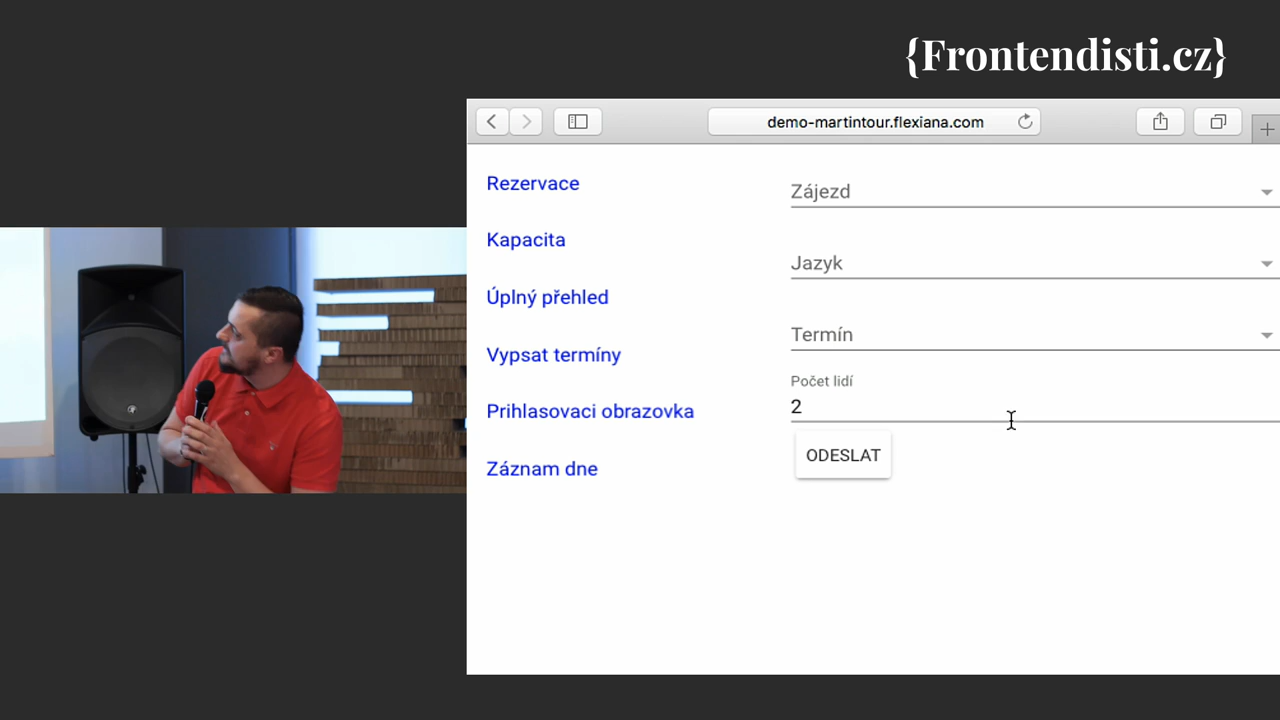 {Frontendisti.cz}
demo-martintour.flexiana.com
Rezervace
Kapacita
Úplný přehled
Vypsat termíny
Prihlasovaci obrazovka
Záznam dne
Zájezd
Jazyk
Termín
Počet lidí
2
ODESLAT